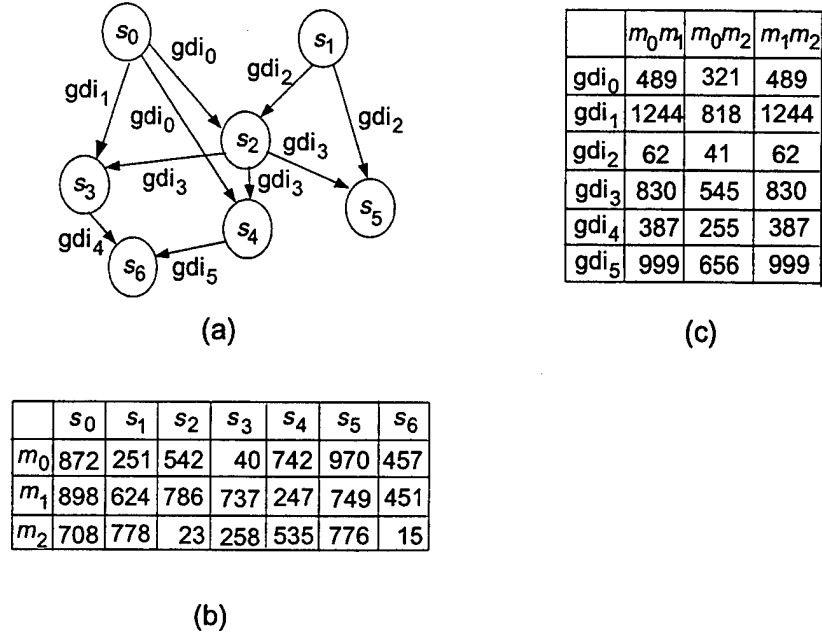 s0
s1
gdi0
gdi2
gdi1
gdi0
gdi2
s2
gdi3
s3
gdi3
gdi3
s5
gdi4
s4
s6
gdi5
(a)
m0m1 m0m2 m1m2
gdi0 489 321 489
gdi1 1244 818 1244
gdi2 62 41 62
gdi3 830 545 830
gdi4 387 255 387
gdi5 999 656 999
(c)
s0 s1 s2 s3 s4 s5 s6
m0 872 251 542 40 742 970 457
m1 898 624 786 737 247 749 451
m2 708 778 23 258 535 776 15
(b)